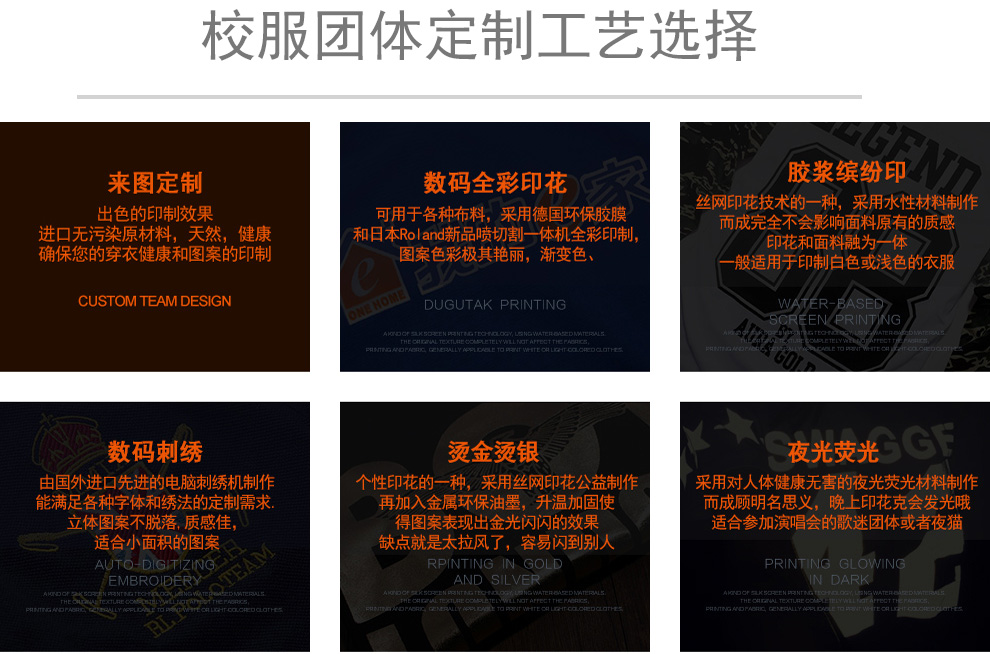 校服团体定制工艺选择
来图定制
出色的印制效果
进口无污染原材料，天然，健康
确保您的穿衣健康和图案的印制
CUSTOM TEAM DESIGN
数码全彩印花
可用于各种布料，采用德国环保胶膜
和日本Roland新品喷切割一体机全彩印制，
图案色彩极其艳丽，渐变色、
ONE HOME
DUGUTAK PRINTING
A KIND OF SILK SCREEN PRINTING TECHNOLOGY, USING WATER-BASED MATERIALS.
THE ORIGINAL TEXTURE COMPLETELY WILL NOT AFFECT THE FABRICS,
PRINTING AND FABRIC, GENERALLY APPLICABLE TO PRINT WHITE OR LIGHT-COLORED CLOTHES.
LEGEND
胶浆缤纷印
丝网印花技术的一种，采用水性材料制作
而成完全不会影响面料原有的质感
印花和面料融为一体
一般适用于印制白色或浅色的衣服
WATER-BASED
SCREEN PRINTING
A KIND OF SILK SCREEN PRINTING TECHNOLOGY, USING WATER-BASED MATERIALS.
THE ORIGINAL TEXTURE COMPLETELY WILL NOT AFFECT THE FABRICS,
PRINTING AND FABRIC, GENERALLY APPLICABLE TO PRINT WHITE OR LIGHT-COLORED CLOTHES.
数码刺绣
由国外进口先进的电脑刺绣机制作
能满足各种字体和绣法的定制需求.
立体图案不脱落, 质感佳，
适合小面积的图案
AUTO-DIGITIZING
EMBROIDERY
A KIND OF SILK SCREEN PRINTING TECHNOLOGY, USING WATER-BASED MATERIALS.
THE ORIGINAL TEXTURE COMPLETELY WILL NOT AFFECT THE FABRICS,
PRINTING AND FABRIC, GENERALLY APPLICABLE TO PRINT WHITE OR LIGHT-COLORED CLOTHES.
烫金烫银
个性印花的一种，采用丝网印花公益制作
再加入金属环保油墨，升温加固使
得图案表现出金光闪闪的效果
缺点就是太拉风了，容易闪到别人
RPINTING IN GOLD
AND SILVER
A KIND OF SILK SCREEN PRINTING TECHNOLOGY, USING WATER-BASED MATERIALS.
THE ORIGINAL TEXTURE COMPLETELY WILL NOT AFFECT THE FABRICS,
PRINTING AND FABRIC, GENERALLY APPLICABLE TO PRINT WHITE OR LIGHT-COLORED CLOTHES.
SWAGGE
夜光荧光
采用对人体健康无害的夜光荧光材料制作
而成顾明名思义，晚上印花克会发光哦
适合参加演唱会的歌迷团体或者夜猫
PRINTING GLOWING
IN DARK
A KIND OF SILK SCREEN PRINTING TECHNOLOGY, USING WATER-BASED MATERIALS.
THE ORIGINAL TEXTURE COMPLETELY WILL NOT AFFECT THE FABRICS,
PRINTING AND FABRIC, GENERALLY APPLICABLE TO PRINT WHITE OR LIGHT-COLORED CLOTHES.